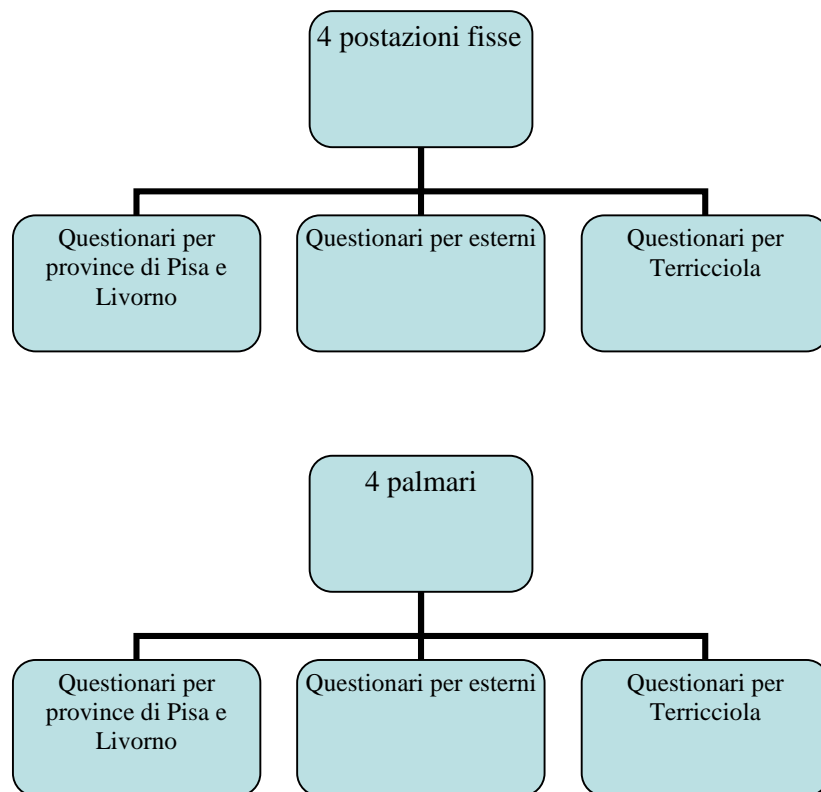 4 postazioni fisse
Questionari per
province di Pisa e
Livorno
Questionari per esterni
Questionari per
Terricciola
4 palmari
Questionari per
province di Pisa e
Livorno
Questionari per esterni
Questionari per
Terricciola